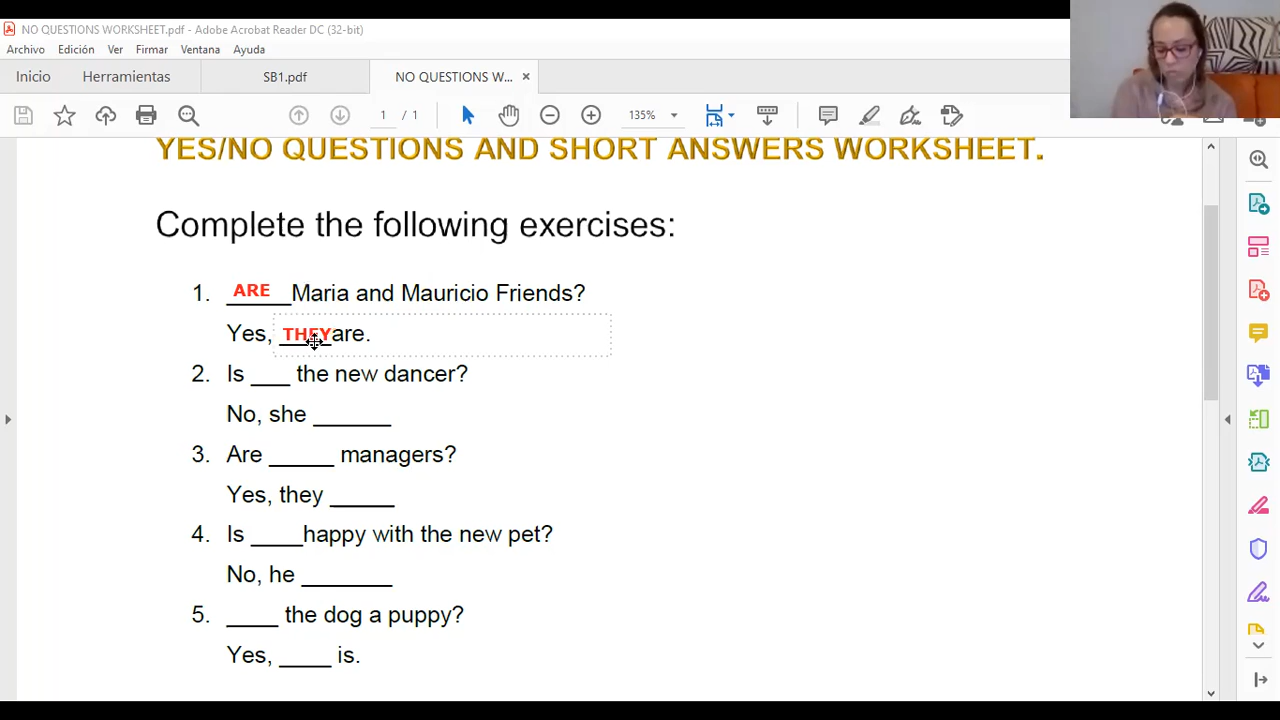 NO QUESTIONS WORKSHEET.pdf - Adobe Acrobat Reader DC (32-bit)
Archivo Edición Ver Firmar Ventana Ayuda
Inicio Herramientas SB1.pdf NO QUESTIONS W... ×
1 / 1 135%
YES/NO QUESTIONS AND SHORT ANSWERS WORKSHEET.
Complete the following exercises:
1. ARE Maria and Mauricio Friends?
Yes, THEY are.
2. Is ___ the new dancer?
No, she ______
3. Are _____ managers?
Yes, they _____
4. Is ____happy with the new pet?
No, he _______
5. ____ the dog a puppy?
Yes, ____ is.